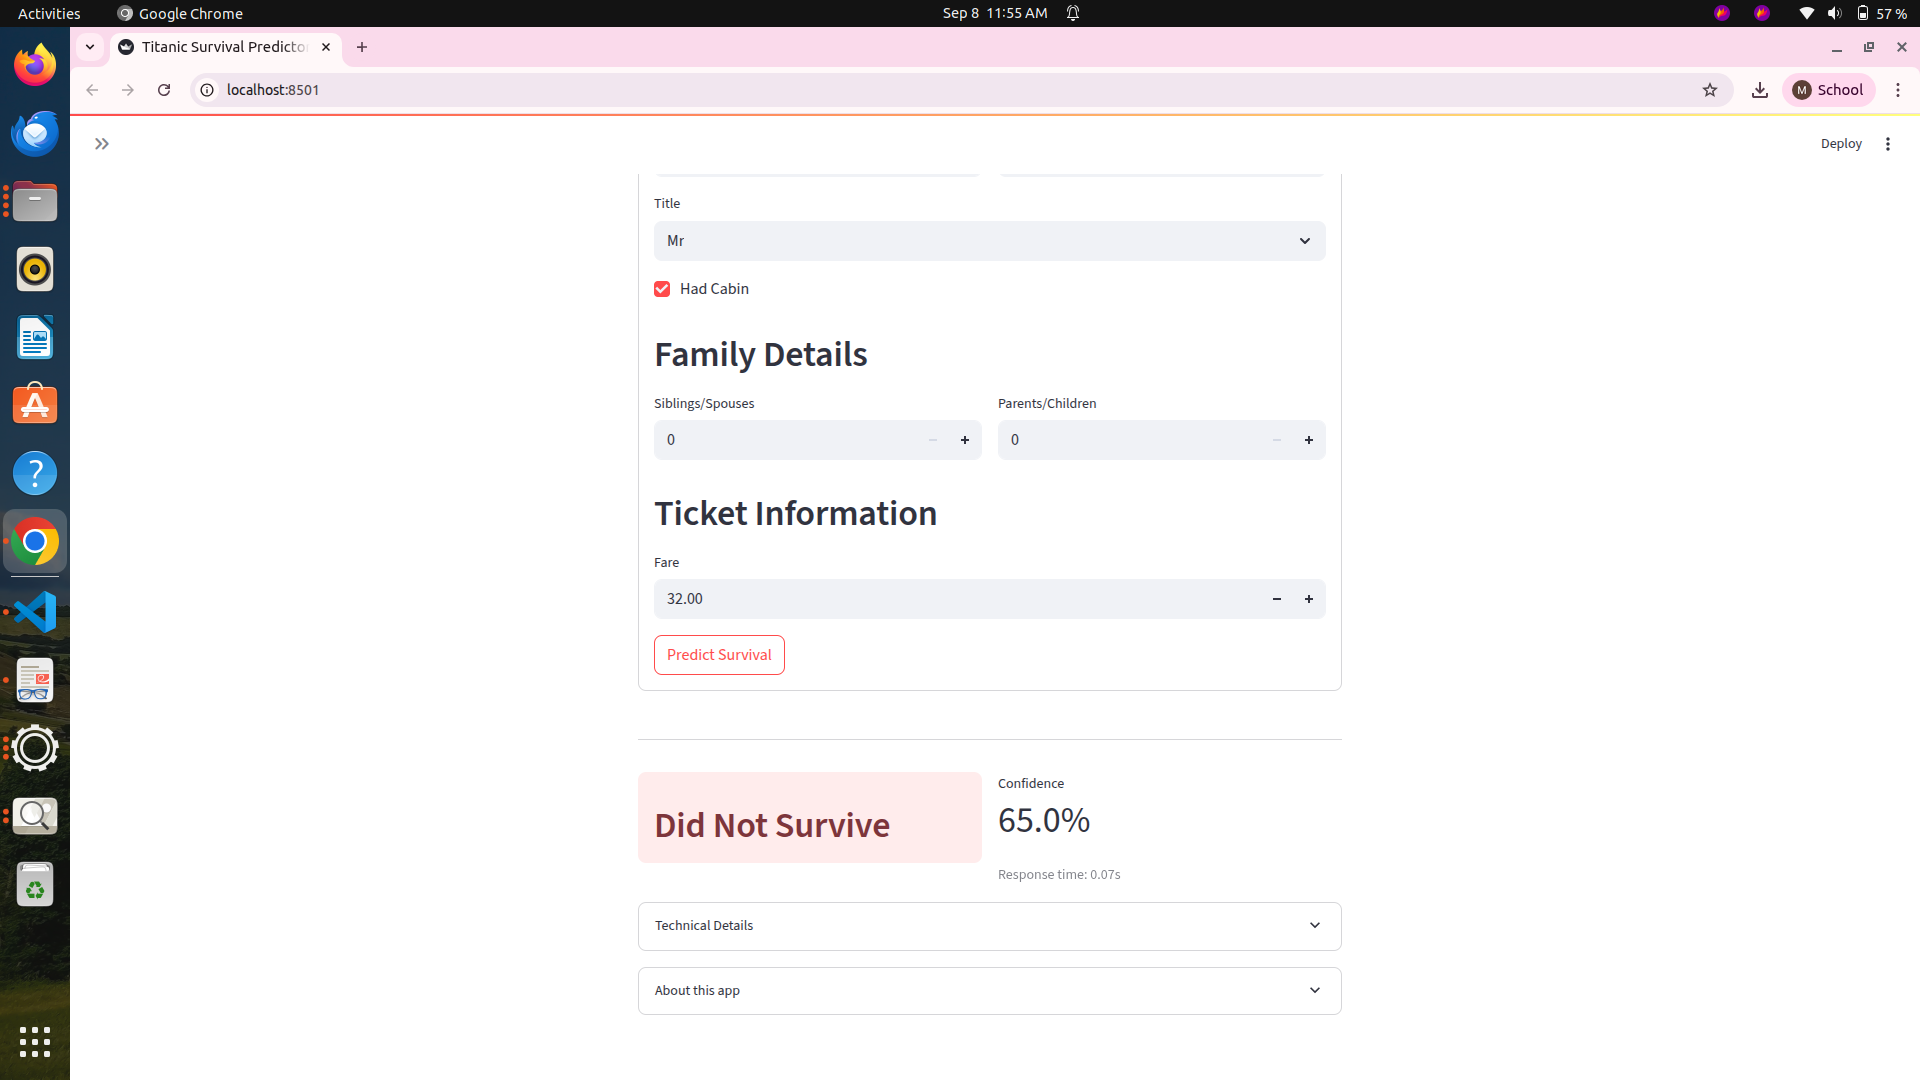 Activities
Google Chrome
Sep 8 11:55 AM
57 %
Titanic Survival Predicto
localhost:8501
M School
Deploy
Title
Mr
Had Cabin
Family Details
Siblings/Spouses Parents/Children
0 0
Ticket Information
Fare
32.00
Predict Survival
Did Not Survive
Confidence
65.0%
Response time: 0.07s
Technical Details
About this app